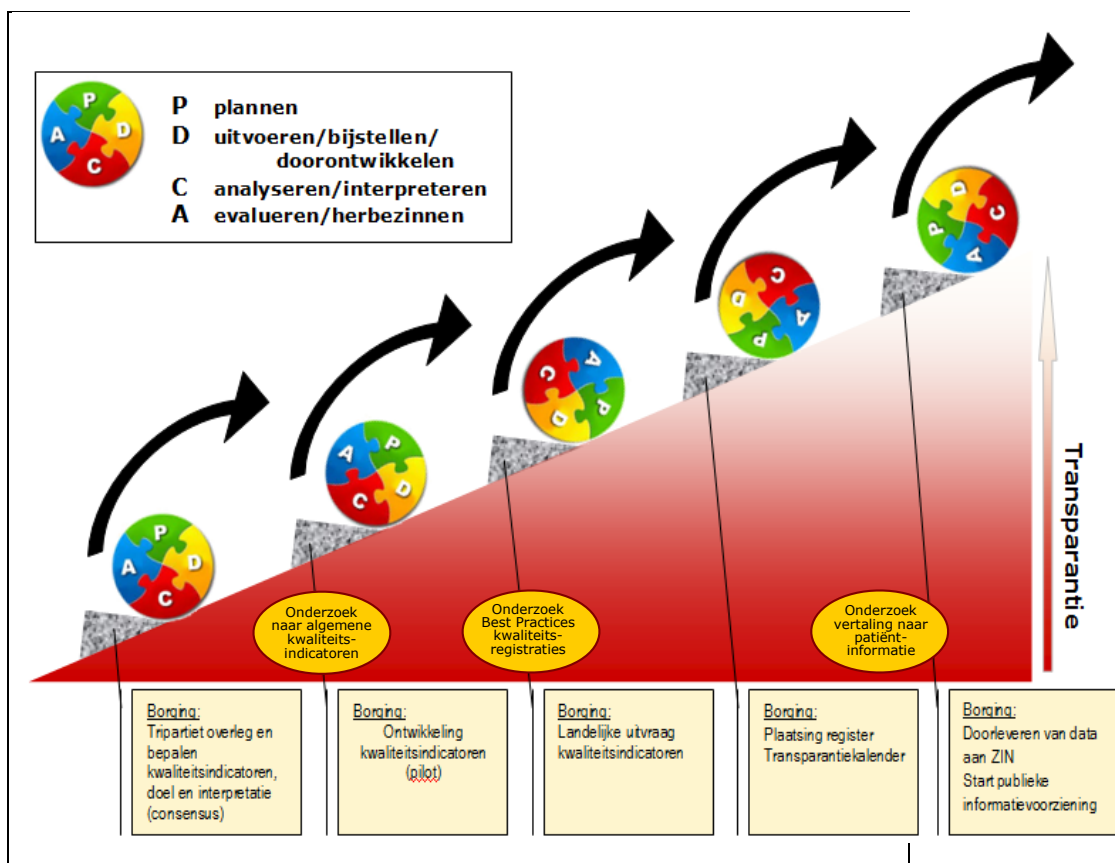 P plannen
D uitvoeren/bijstellen/
doorontwikkelen
C analyseren/interpreteren
A evalueren/herbezinnen
P
D
C
A
P
D
C
A
P
D
C
A
P
D
C
A
P
D
C
A
P
D
C
A
Transparantie
Onderzoek
naar algemene
kwaliteits-
indicatoren
Onderzoek
Best Practices
kwaliteits-
registraties
Onderzoek
vertaling naar
patiënt-
informatie
Borging:
Tripartiet overleg en
bepalen
kwaliteitsindicatoren,
doel en interpretatie
(consensus)
Borging:
Ontwikkeling
kwaliteitsindicatoren
(pilot)
Borging:
Landelijke uitvraag
kwaliteitsindicatoren
Borging:
Plaatsing register
Transparantiekalender
Borging:
Doorleveren van data
aan ZIN
Start publieke
informatievoorziening